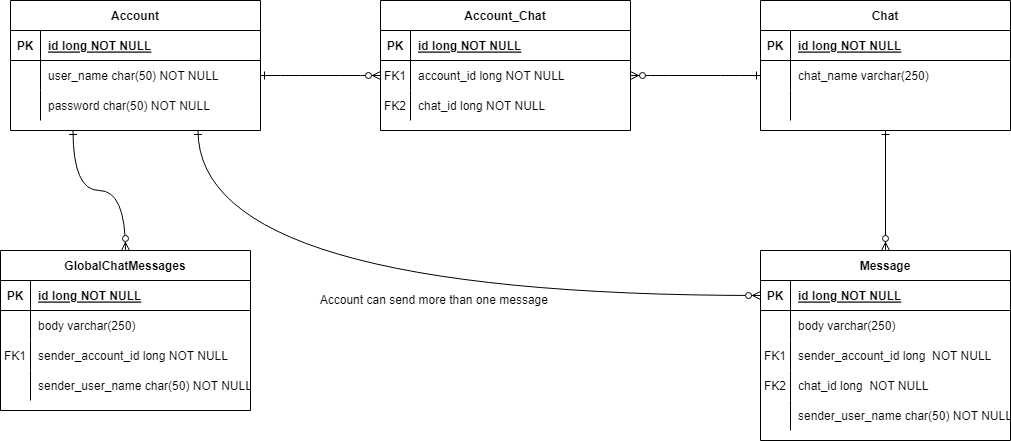 Account
PK id long NOT NULL
user_name char(50) NOT NULL
password char(50) NOT NULL
Account_Chat
PK id long NOT NULL
FK1 account_id long NOT NULL
FK2 chat_id long NOT NULL
Chat
PK id long NOT NULL
chat_name varchar(250)
GlobalChatMessages
PK id long NOT NULL
body varchar(250)
FK1 sender_account_id long NOT NULL
sender_user_name char(50) NOT NULL
Account can send more than one message
Message
PK id long NOT NULL
body varchar(250)
FK1 sender_account_id long  NOT NULL
FK2 chat_id long  NOT NULL
sender_user_name char(50) NOT NULL